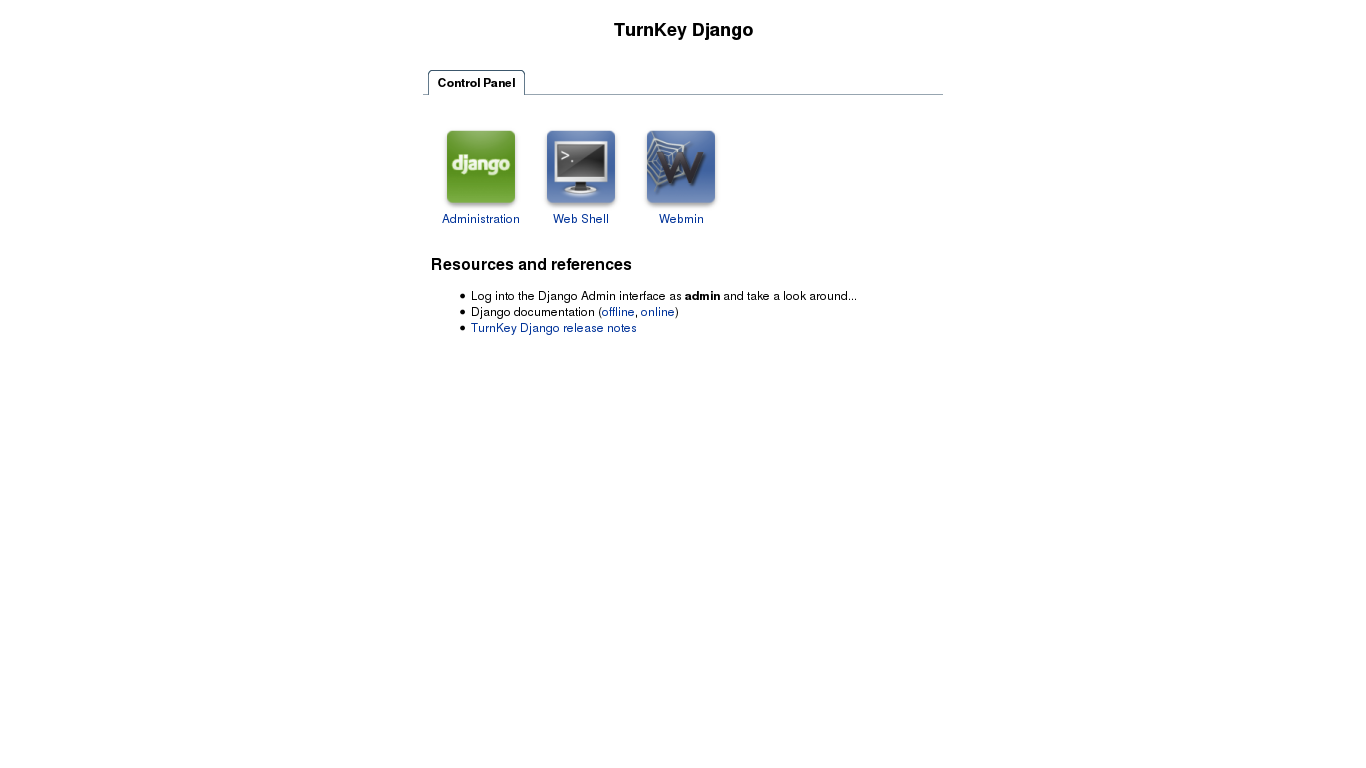 TurnKey Django
Control Panel
django
>_.
W
Administration Web Shell Webmin
Resources and references
• Log into the Django Admin interface as admin and take a look around...
• Django documentation (offline, online)
• TurnKey Django release notes